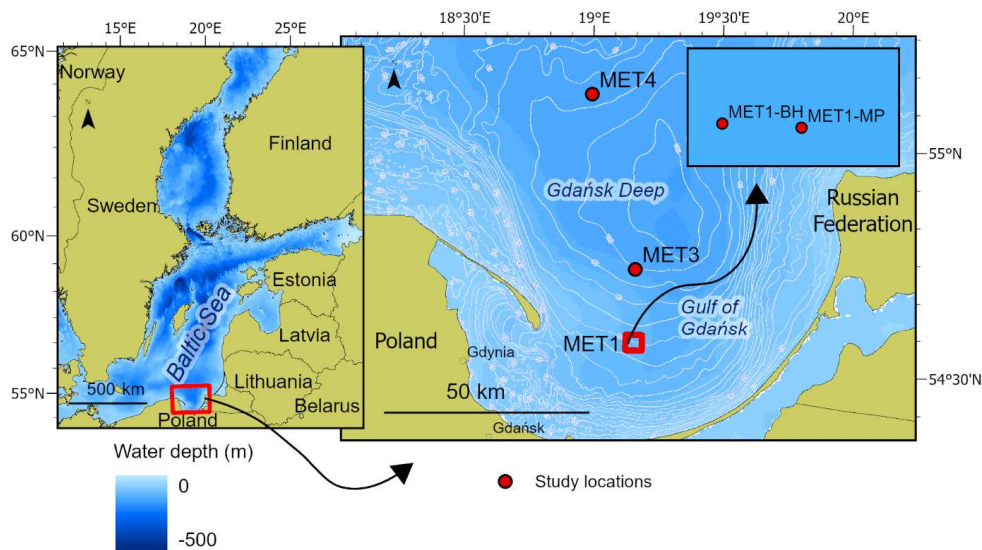 15°E
20°E
25°E
65°N
60°N
55°N
Norway
N
Finland
Sweden
Estonia
Baltic Sea
Latvia
Lithuania
500 km
Belarus
Poland
18°30'E
19°E
19°30'E
20°E
55°N
54°30'N
MET4
MET1-BH
MET1-MP
Gdańsk Deep
Russian
Federation
MET3
Gulf of
Gdańsk
MET1
Poland
Gdynia
50 km
Gdańsk
Water depth (m)
0
-500
Study locations